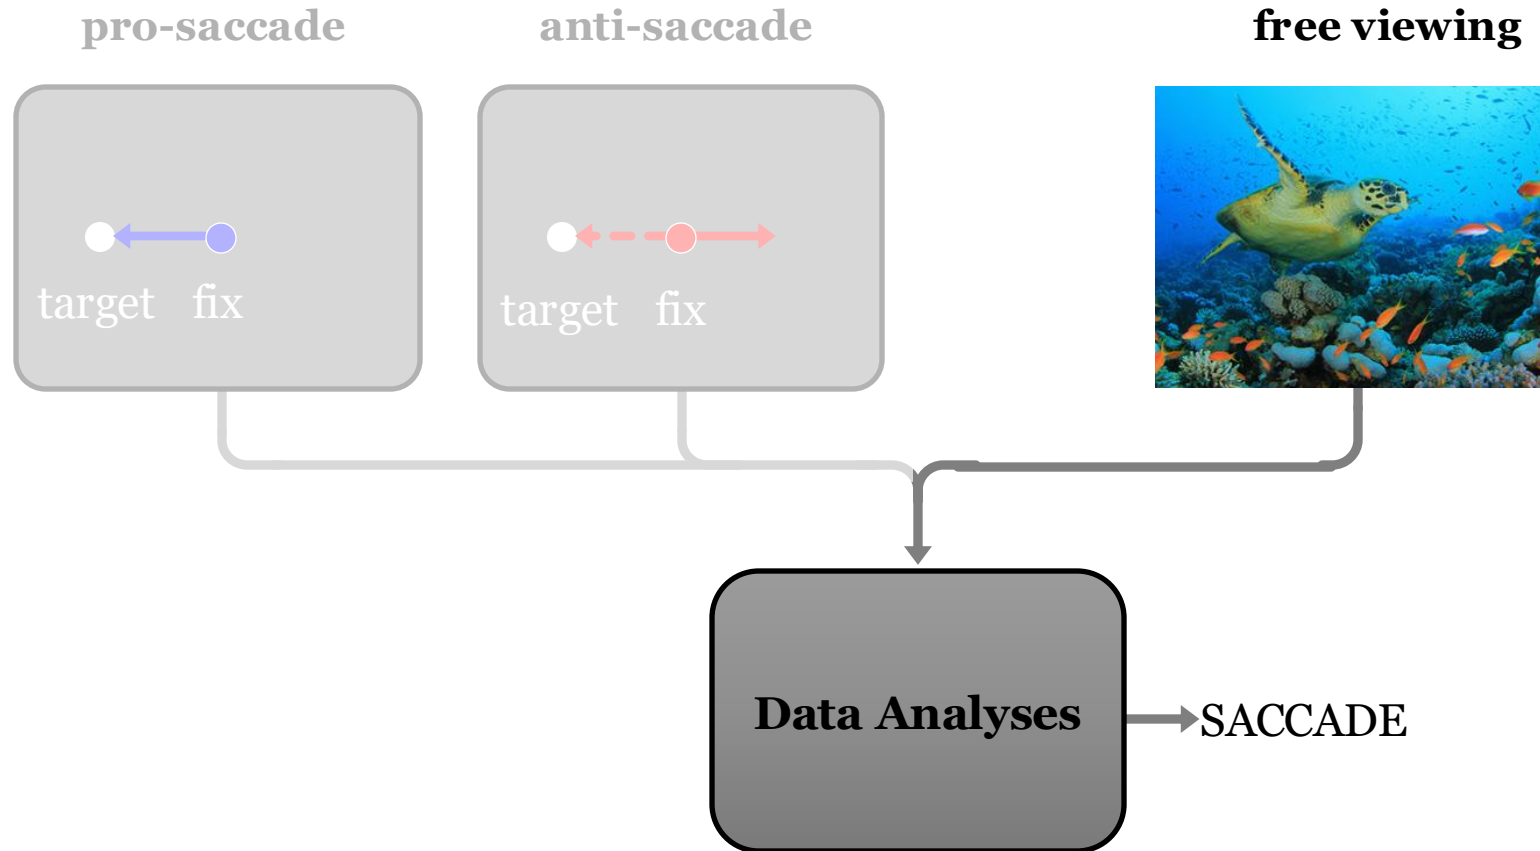 pro-saccade
anti-saccade
free viewing
target fix
target fix
Data Analyses
SACCADE